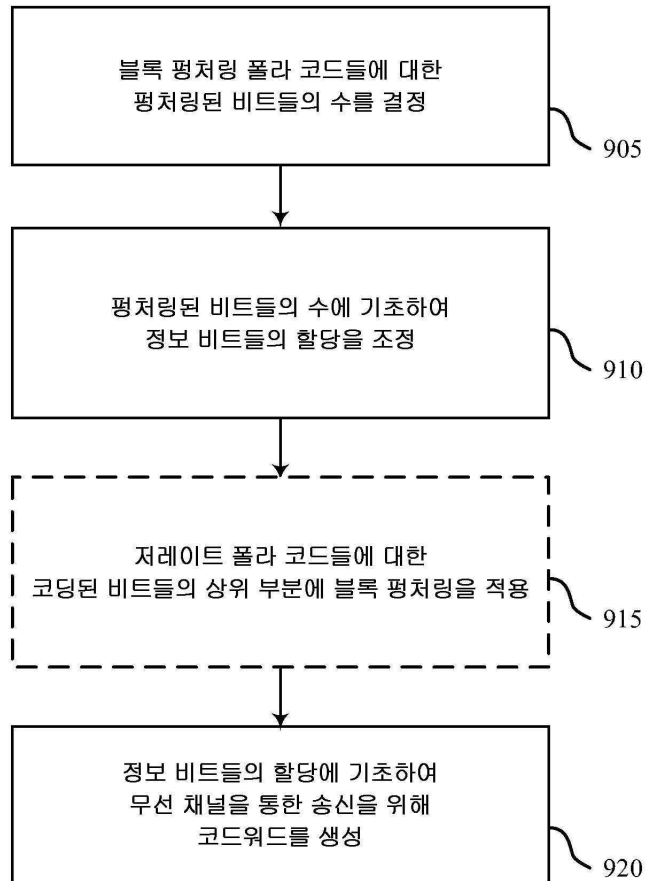 블록 펑처링 폴라 코드들에 대한
펑처링된 비트들의 수를 결정
905
펑처링된 비트들의 수에 기초하여
정보 비트들의 할당을 조정
910
저레이트 폴라 코드들에 대한
코딩된 비트들의 상위 부분에 블록 펑처링을 적용
915
정보 비트들의 할당에 기초하여
무선 채널을 통한 송신을 위해
코드워드를 생성
920